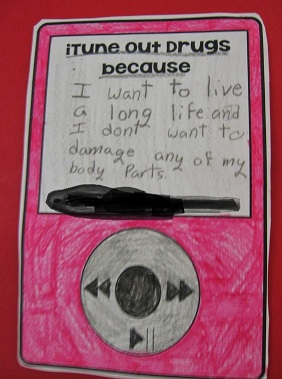 iTune Out Drugs
because
I want to live
a long life and
I dont want to
damage any of my
body Parts.